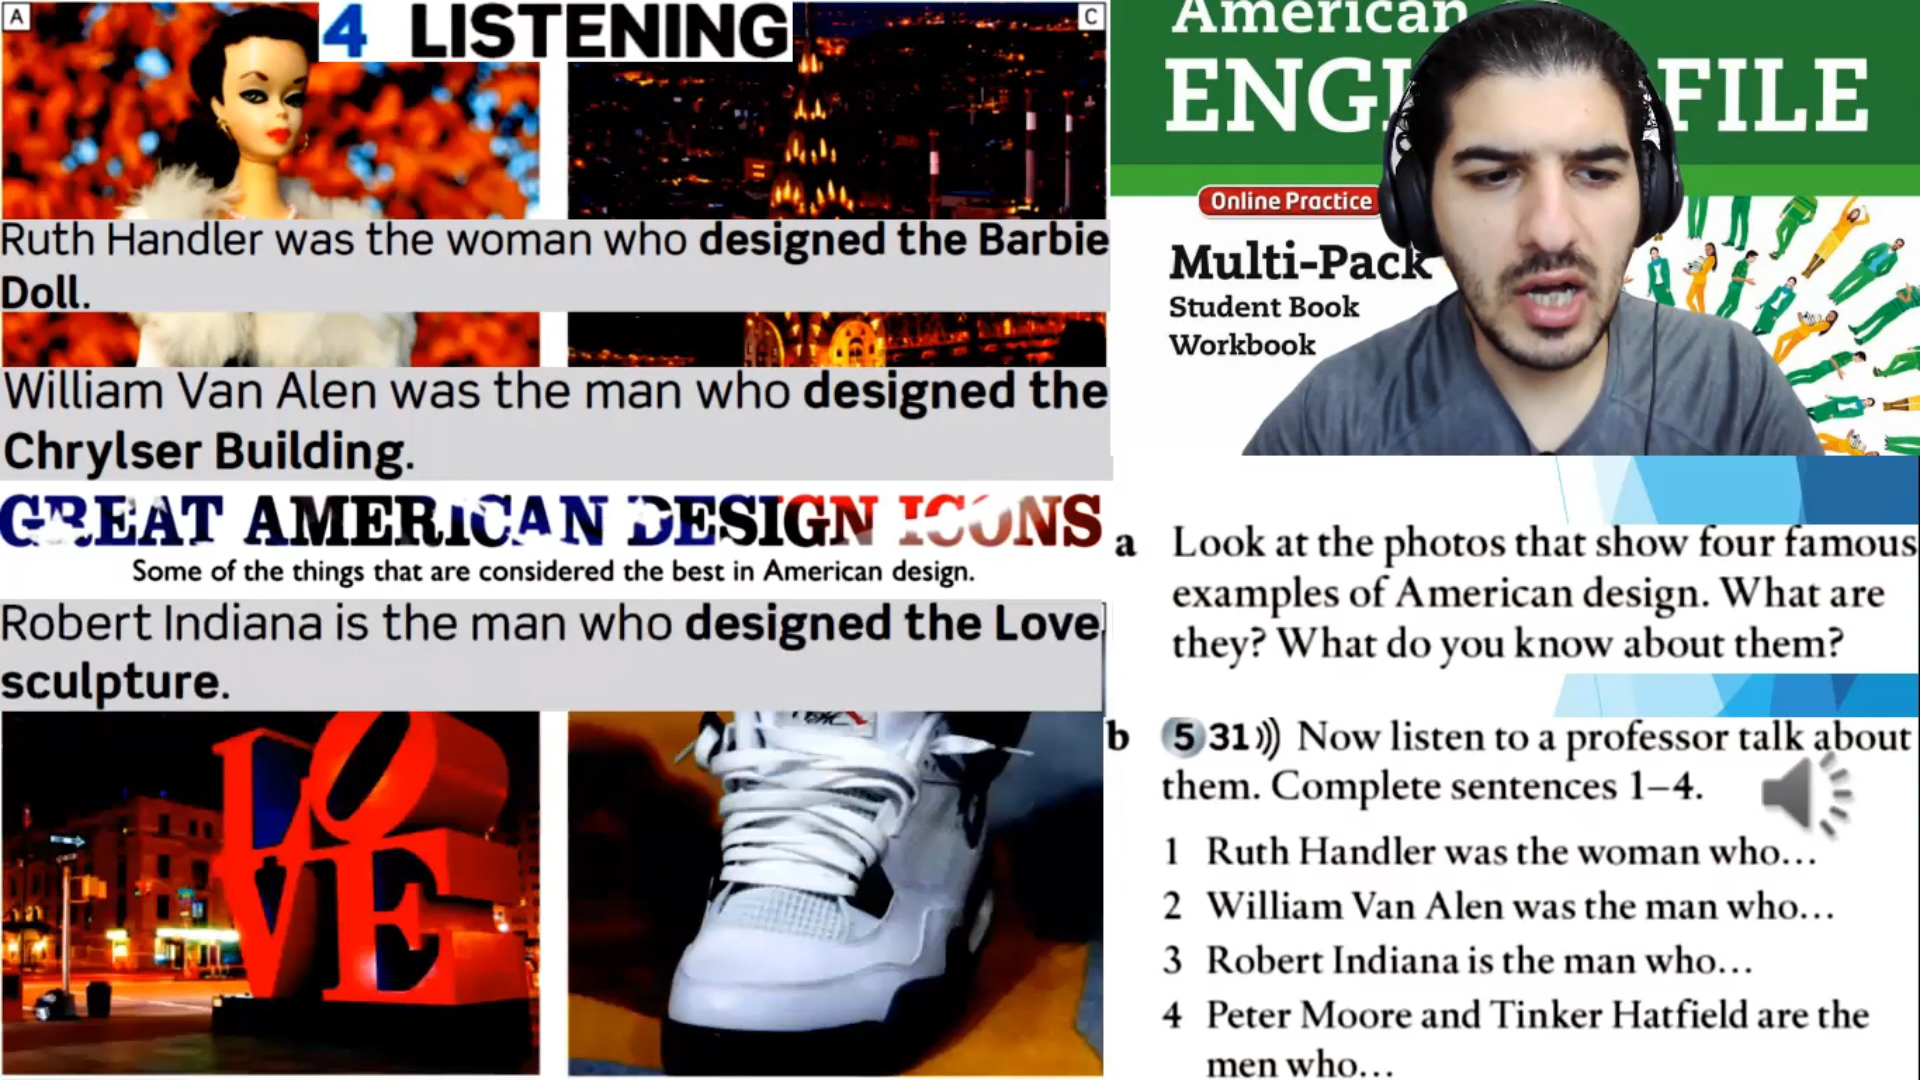 A
4 LISTENING
C
Ruth Handler was the woman who designed the Barbie
Doll.
William Van Alen was the man who designed the
Chrylser Building.
GREAT AMERICAN DESIGN ICONS
Some of the things that are considered the best in American design.
Robert Indiana is the man who designed the Love
sculpture.
LOVE
American
ENG FILE
Online Practice
Multi-Pack
Student Book
Workbook
a Look at the photos that show four famous
examples of American design. What are
they? What do you know about them?
b 5 31 Now listen to a professor talk about
them. Complete sentences 1–4.
1 Ruth Handler was the woman who…
2 William Van Alen was the man who…
3 Robert Indiana is the man who…
4 Peter Moore and Tinker Hatfield are the
men who…